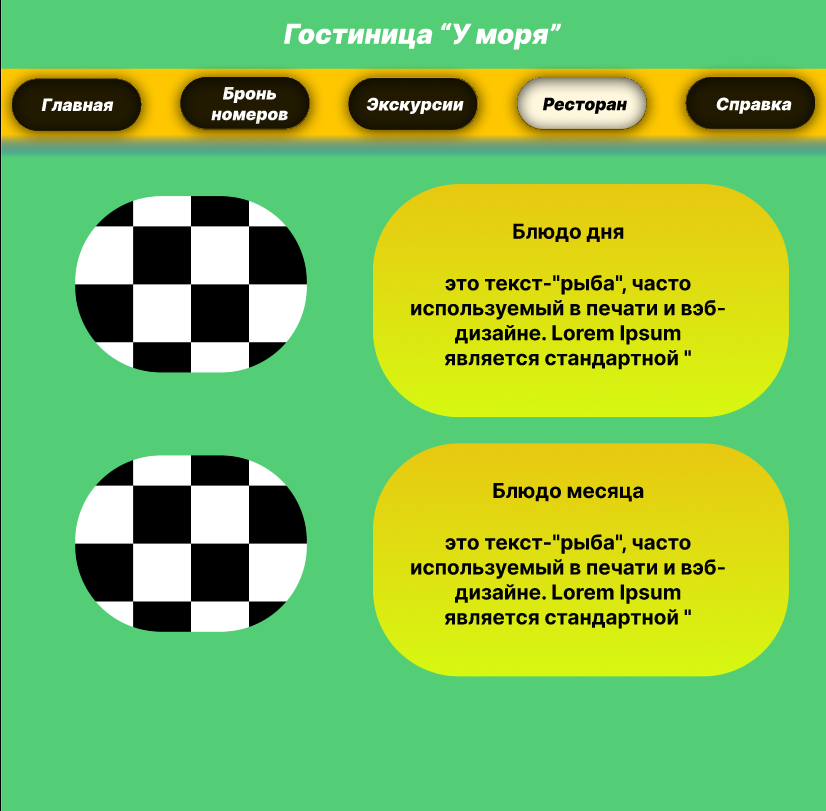 Гостиница “У моря”
Главная
Бронь
номеров
Экскурсии
Ресторан
Справка
Блюдо дня
это текст-"рыба", часто
используемый в печати и вэб-
дизайне. Lorem Ipsum
является стандартной "
Блюдо месяца
это текст-"рыба", часто
используемый в печати и вэб-
дизайне. Lorem Ipsum
является стандартной "